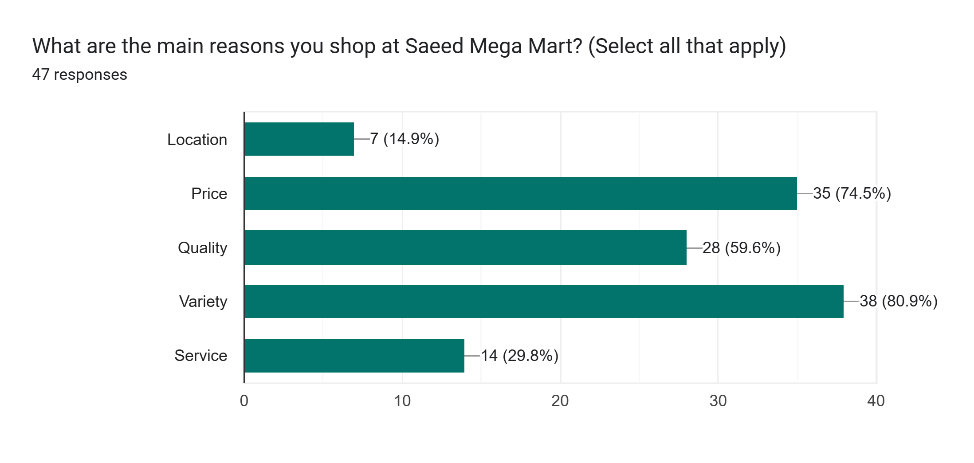 What are the main reasons you shop at Saeed Mega Mart? (Select all that apply)
47 responses
Location 7 (14.9%)
Price 35 (74.5%)
Quality 28 (59.6%)
Variety 38 (80.9%)
Service 14 (29.8%)
0 10 20 30 40